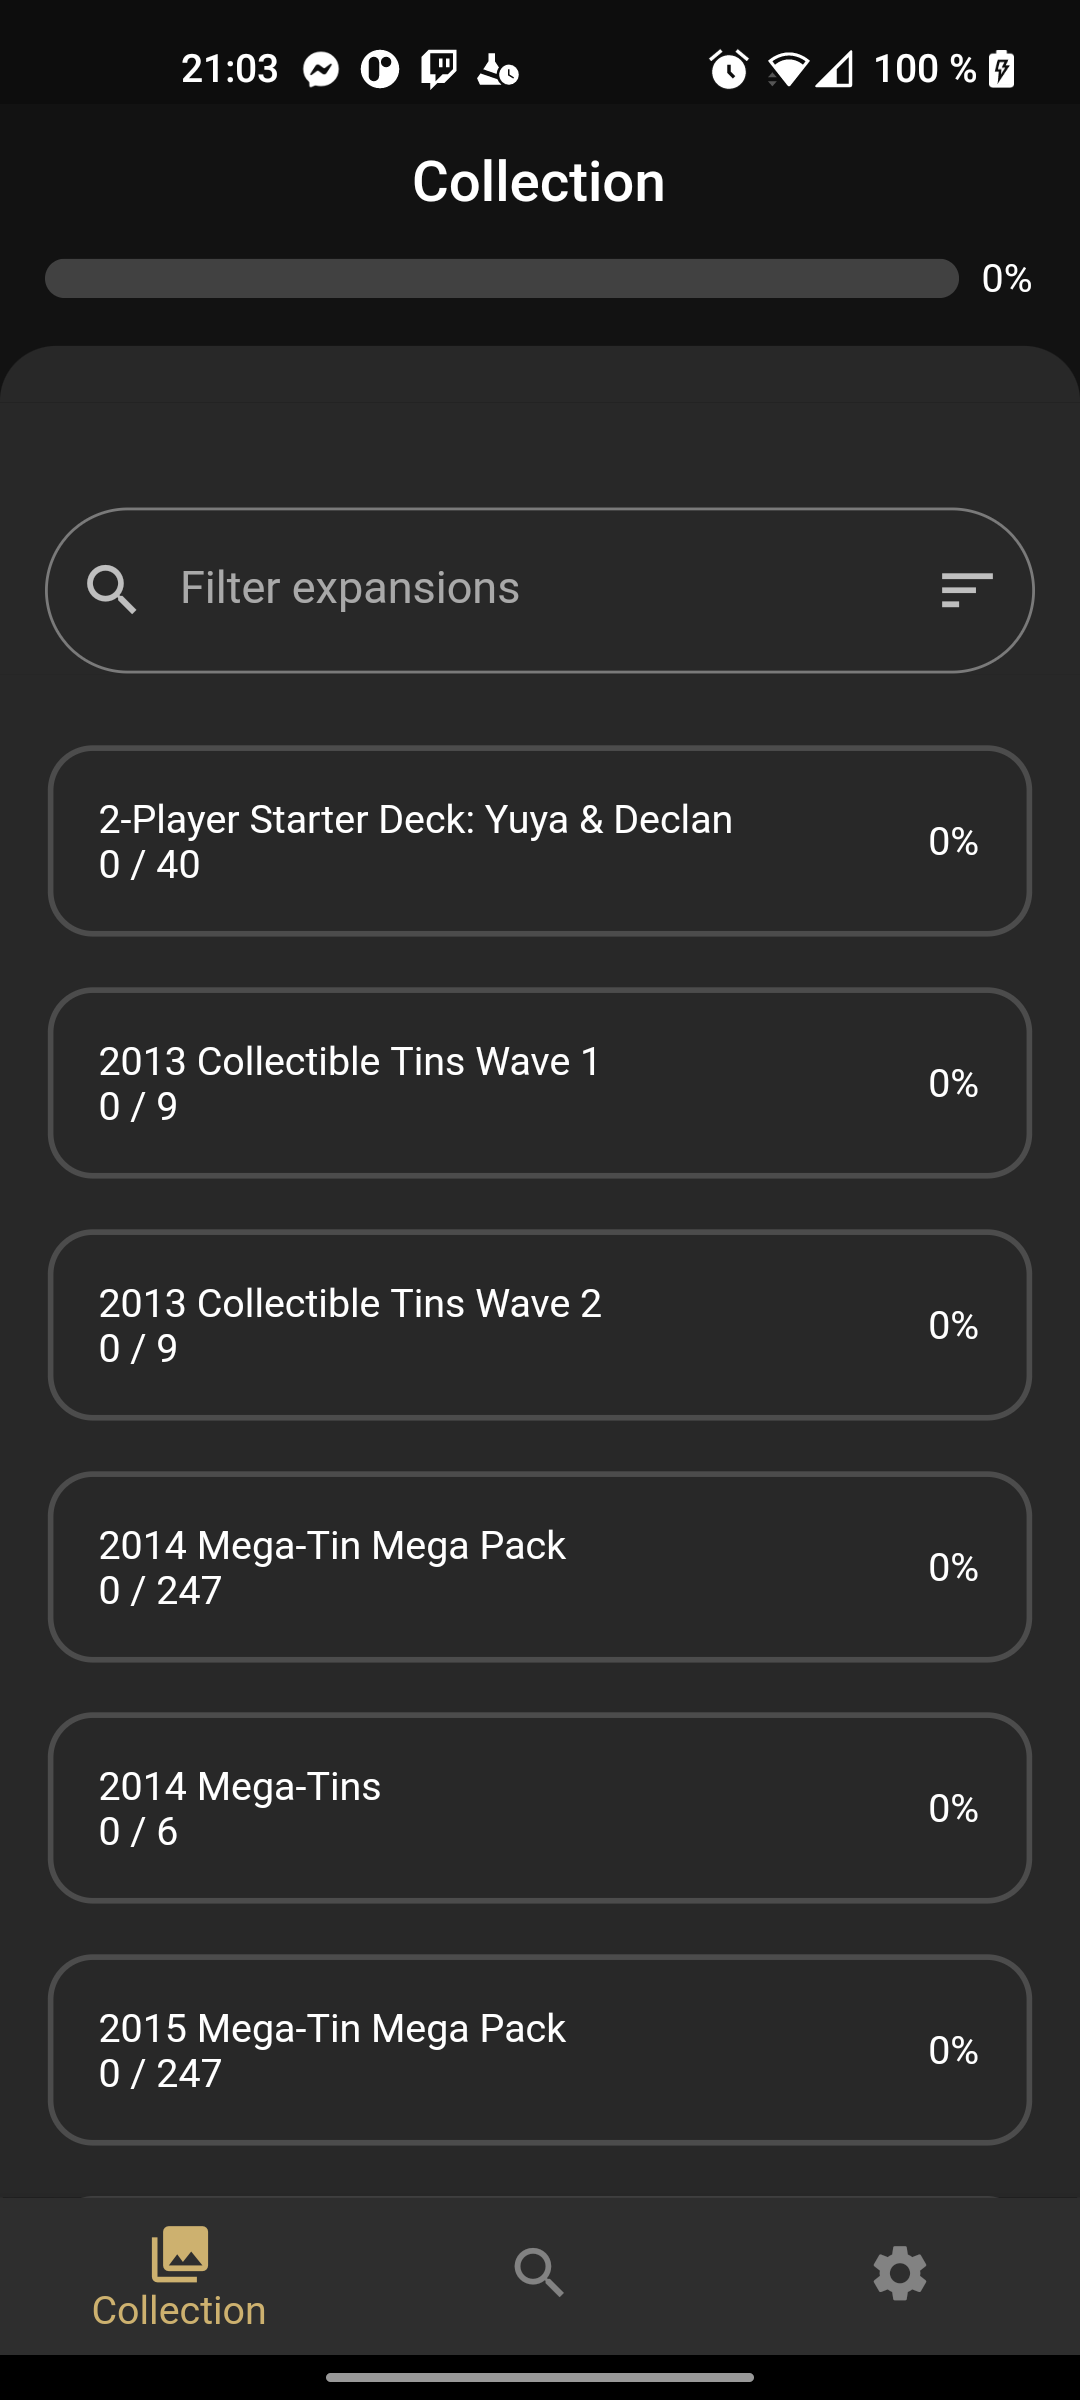 21:03
100 %
Collection
0%
Filter expansions
2-Player Starter Deck: Yuya & Declan
0 / 40
0%
2013 Collectible Tins Wave 1
0 / 9
0%
2013 Collectible Tins Wave 2
0 / 9
0%
2014 Mega-Tin Mega Pack
0 / 247
0%
2014 Mega-Tins
0 / 6
0%
2015 Mega-Tin Mega Pack
0 / 247
0%
Collection